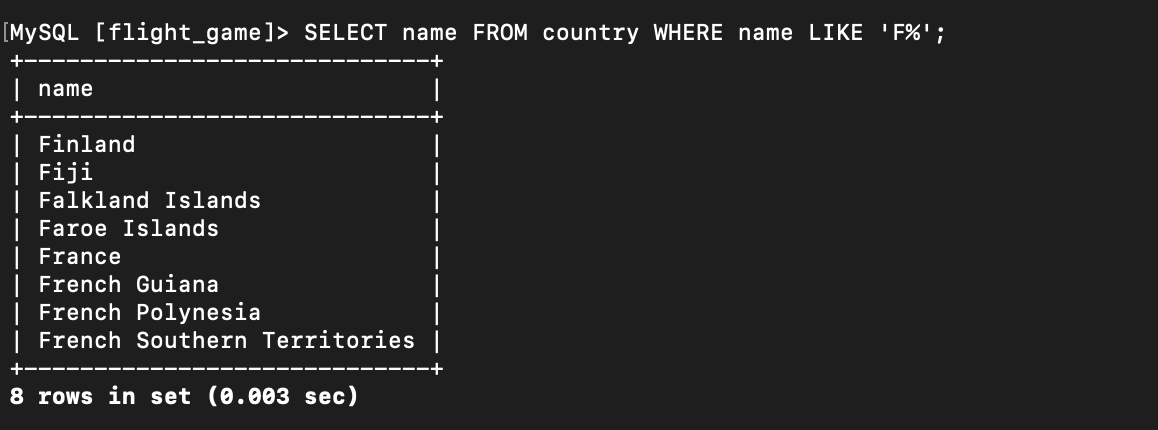 [MySQL [flight_game]> SELECT name FROM country WHERE name LIKE 'F%';
+-----------------------------+
| name                        |
+-----------------------------+
| Finland                     |
| Fiji                        |
| Falkland Islands            |
| Faroe Islands               |
| France                      |
| French Guiana               |
| French Polynesia            |
| French Southern Territories |
+-----------------------------+
8 rows in set (0.003 sec)